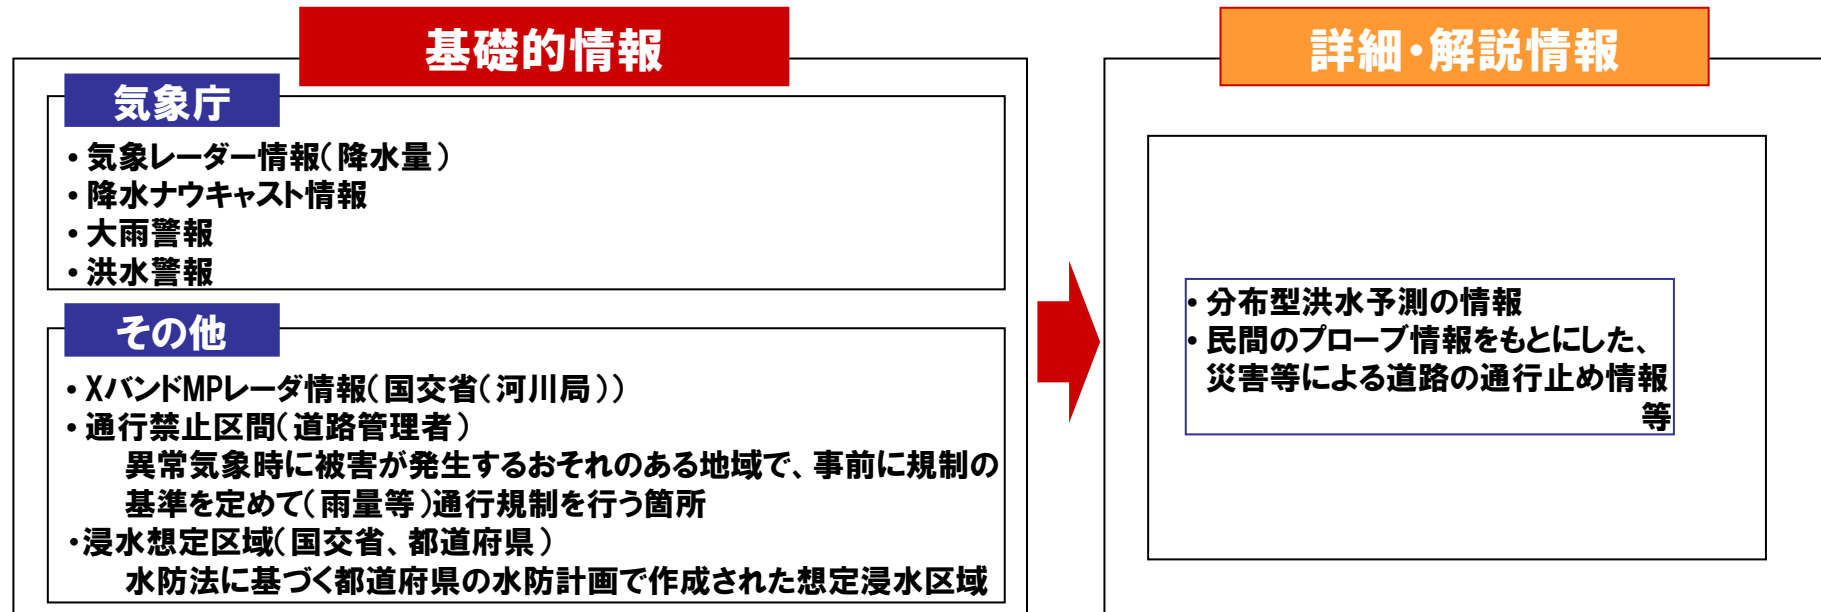 基礎的情報
気象庁
・気象レーダー情報(降水量)
・降水ナウキャスト情報
・大雨警報
・洪水警報
その他
・XバンドMPレーダ情報(国交省(河川局))
・通行禁止区間(道路管理者)
異常気象時に被害が発生するおそれのある地域で、事前に規制の
基準を定めて(雨量等)通行規制を行う箇所
・浸水想定区域(国交省、都道府県)
水防法に基づく都道府県の水防計画で作成された想定浸水区域
詳細・解説情報
・分布型洪水予測の情報
・民間のプローブ情報をもとにした、
災害等による道路の通行止め情報
等